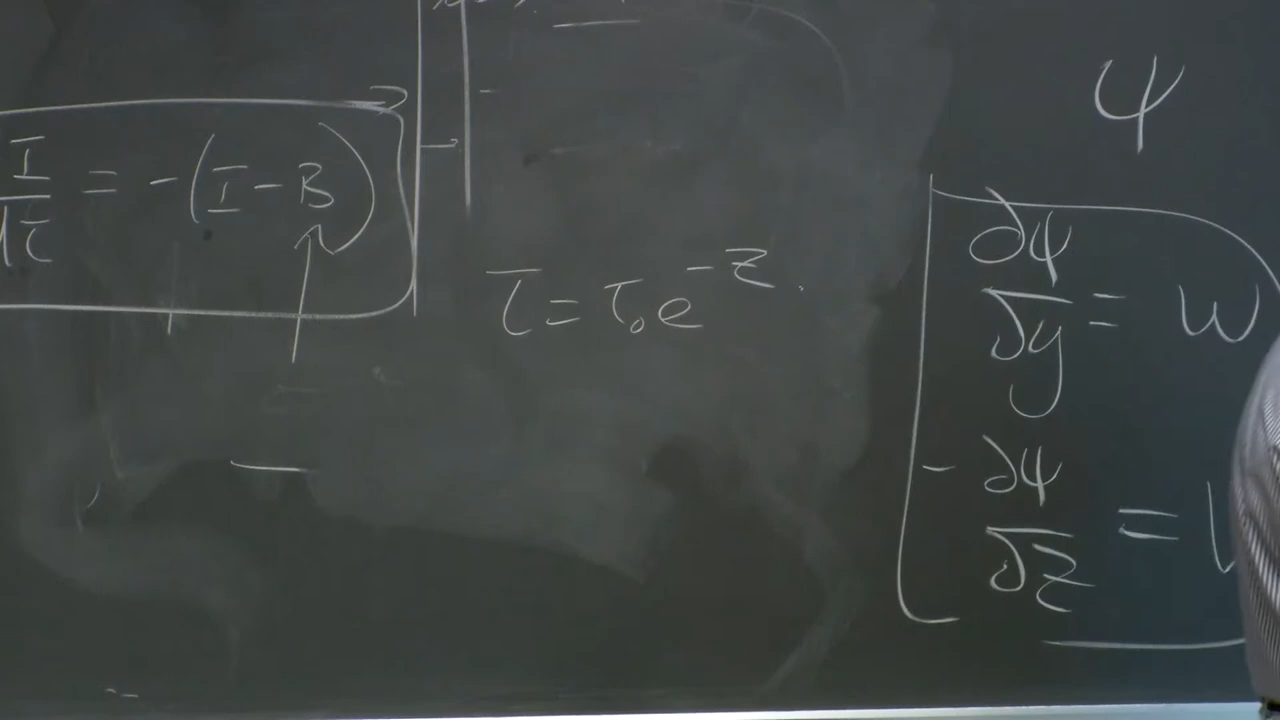 I/dτ = -(I - B)
τ = τ₀e^{-z}.
ψ
∂ψ/∂y = w
-∂ψ/∂z =